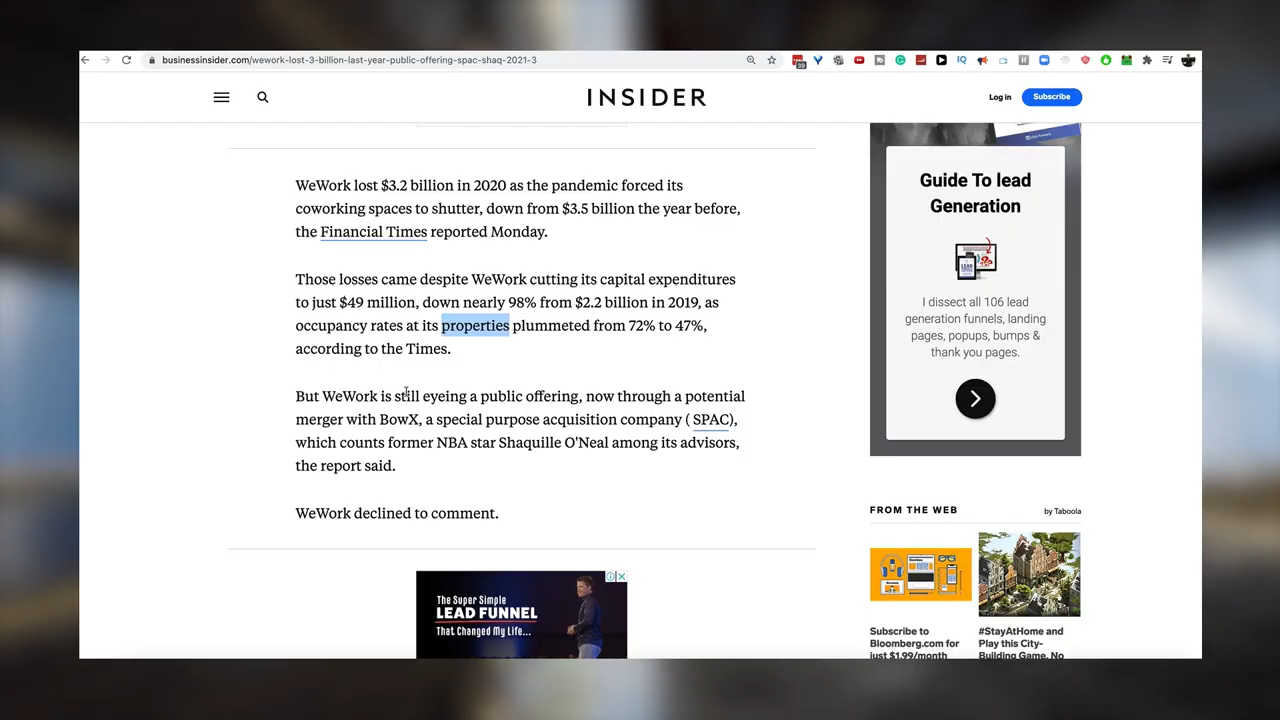 businessinsider.com/wework-lost-3-billion-last-year-public-offering-spac-shaq-2021-3
39
IQ
H
INSIDER
Log in
Subscribe
WeWork lost $3.2 billion in 2020 as the pandemic forced its
coworking spaces to shutter, down from $3.5 billion the year before,
the Financial Times reported Monday.
Those losses came despite WeWork cutting its capital expenditures
to just $49 million, down nearly 98% from $2.2 billion in 2019, as
occupancy rates at its properties plummeted from 72% to 47%,
according to the Times.
But WeWork is still eyeing a public offering, now through a potential
merger with BowX, a special purpose acquisition company ( SPAC),
which counts former NBA star Shaquille O'Neal among its advisors,
the report said.
WeWork declined to comment.
The Super Simple
LEAD FUNNEL
That Changed My Life...
Guide To lead
Generation
LEAD
I dissect all 106 lead
generation funnels, landing
pages, popups, bumps &
thank you pages.
FROM THE WEB
by Taboola
Subscribe to
Bloomberg.com for
just $1.99/month
#StayAtHome and
Play this City-
Building Game. No